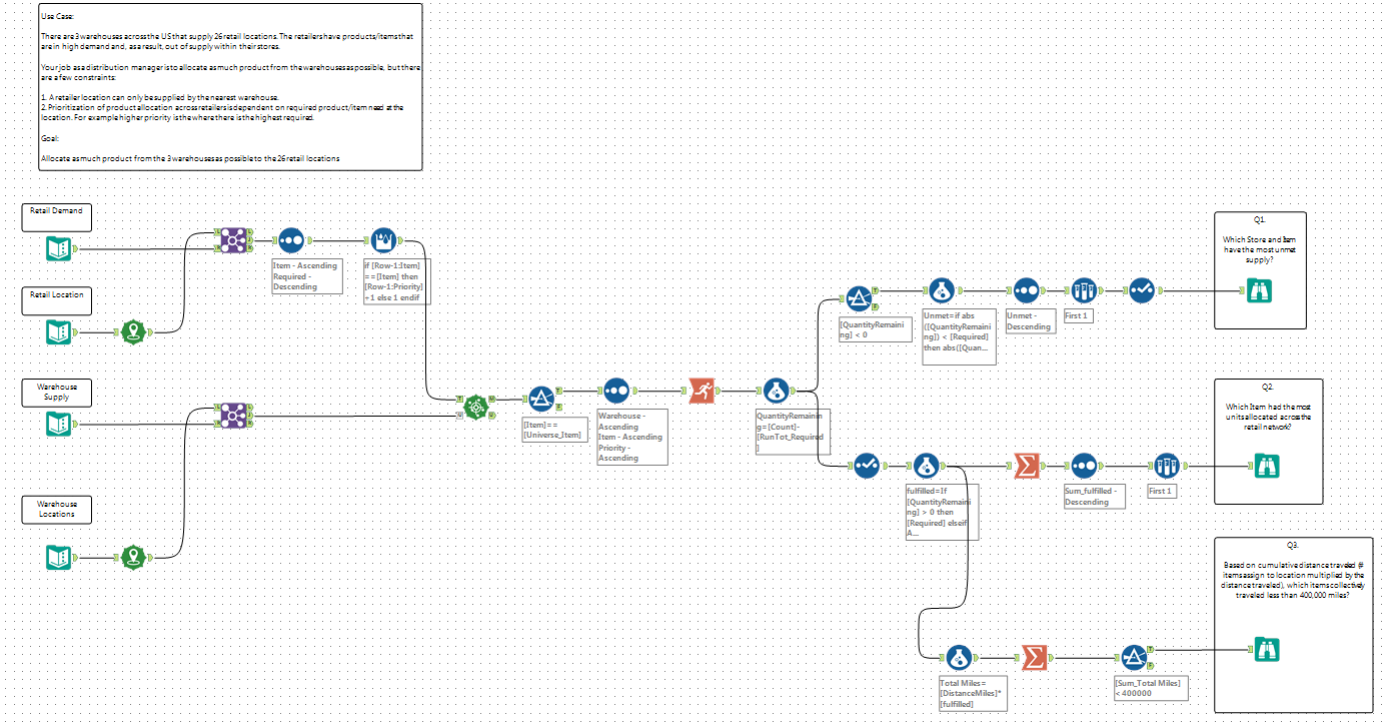 Use Case:
There are 3 warehouses across the US that supply 26 retail locations. The retailers have products/items that
are in high demand and, as a result, out of supply within their stores.
Your job as a distribution manager is to allocate as much product from the warehouses as possible, but there
are a few constraints:
1. A retailer location can only be supplied by the nearest warehouse.
2. Prioritization of product allocation across retailers is dependent on required product/item need at the
location. For example higher priority is the where there is the highest required.
Goal:
Allocate as much product from the 3 warehouses as possible to the 26 retail locations
Retail Demand
Item - Ascending
Required -
Descending
if [Row-1:Item]
==[Item] then
[Row-1:Priority]
+1 else 1 endif
Retail Location
Warehouse
Supply
Warehouse
Locations
[Item]==
[Universe_Item]
Warehouse -
Ascending
Item - Ascending
Priority -
Ascending
QuantityRemainin
g=[Count]-
[RunTot_Required
]
[QuantityRemaini
ng] < 0
Unmet=if abs
([QuantityRemaini
ng]) < [Required]
then abs([Quan...
Unmet -
Descending
First 1
Q1.
Which Store and Item
have the most unmet
supply?
fulfilled=If
[QuantityRemaini
ng] > 0 then
[Required] elseif
A...
Sum_fulfilled -
Descending
First 1
Q2.
Which Item had the most
units allocated across the
retail network?
Total Miles=
[DistanceMiles]*
[fulfilled]
[Sum_Total Miles]
< 400000
Q3.
Based on cumulative distance traveled (#
items assign to location multiplied by the
distance traveled), which items collectively
traveled less than 400,000 miles?